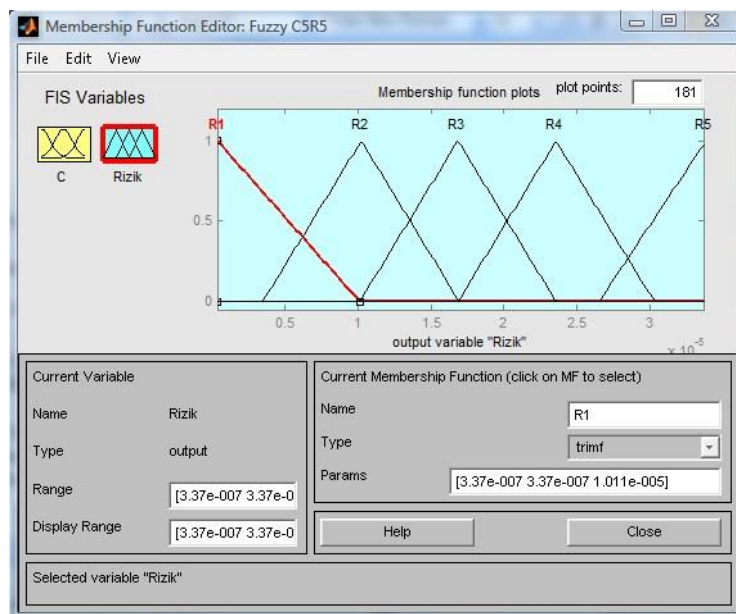 Membership Function Editor: Fuzzy C5R5
File Edit View
FIS Variables
Membership function plots plot points: 181
C Rizik
R1 R2 R3 R4 R5
1
0.5
0
0.5 1 1.5 2 2.5 3
output variable "Rizik"
x 10^-5
Current Variable
Name Rizik
Type output
Range [3.37e-007 3.37e-0
Display Range [3.37e-007 3.37e-0
Current Membership Function (click on MF to select)
Name R1
Type trimf
Params [3.37e-007 3.37e-007 1.011e-005]
Help Close
Selected variable "Rizik"